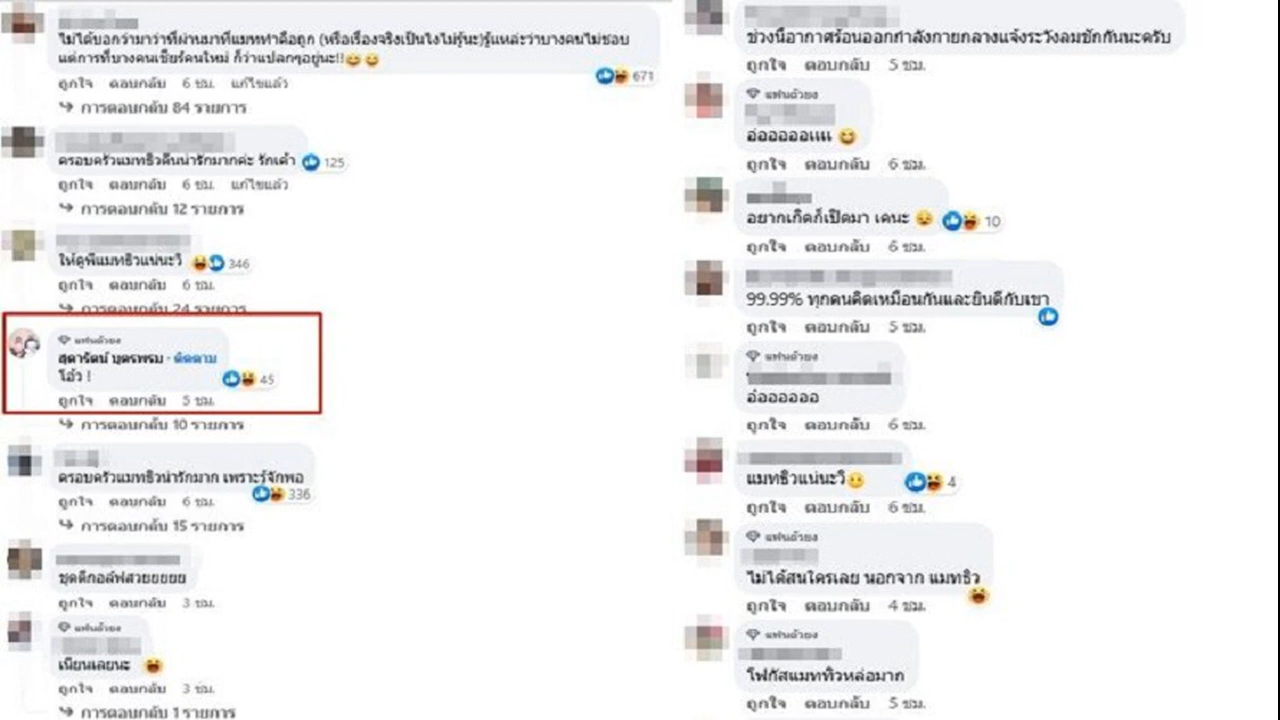 ไม่ได้บอกว่ามาว่าที่ผ่านมาที่แมททำคือถูก (หรือเรื่องจริงเป็นไงไม่รู้นะ)รู้แหล่ะว่าบางคนไม่ชอบ
แต่การที่บางคนเชียร์คนใหม่ ก็ว่าแปลกๆอยู่นะ!!😅😅
671
ถูกใจ ตอบกลับ 6 ชม. แก้ไขแล้ว
การตอบกลับ 84 รายการ
ครอบครัวแมทธิวดีนน่ารักมากค่ะ รักเค้า 125
ถูกใจ ตอบกลับ 6 ชม. แก้ไขแล้ว
การตอบกลับ 12 รายการ
ให้ดูพี่แมทธิวแน่นะวิ 346
ถูกใจ ตอบกลับ 6 ชม.
การตอบกลับ 24 รายการ
แฟนตัวยง
สุดารัตน์ บุตรพรม · ติดตาม
โอ้ว !
45
ถูกใจ ตอบกลับ 5 ชม.
การตอบกลับ 10 รายการ
ครอบครัวแมทธิวน่ารักมาก เพราะรู้จักพอ
336
ถูกใจ ตอบกลับ 6 ชม.
การตอบกลับ 15 รายการ
ชุดตีกอล์ฟสวยยยยย
ถูกใจ ตอบกลับ 3 ชม.
แฟนตัวยง
เนียนเลยนะ
ถูกใจ ตอบกลับ 3 ชม.
การตอบกลับ 1 รายการ
ช่วงนี้อากาศร้อนออกกำลังกายกลางแจ้งระวังลมชักกันนะครับ
ถูกใจ ตอบกลับ 5 ชม.
แฟนตัวยง
อ๋อออออแแแ 😆
ถูกใจ ตอบกลับ 6 ชม.
อยากเกิดก็เปิดมา เคนะ 😔 10
ถูกใจ ตอบกลับ 6 ชม.
99.99% ทุกคนคิดเหมือนกันและยินดีกับเขา
ถูกใจ ตอบกลับ 5 ชม.
แฟนตัวยง
อ๋ออออออ
ถูกใจ ตอบกลับ 6 ชม.
แมทธิวแน่นะวิ 4
ถูกใจ ตอบกลับ 6 ชม.
แฟนตัวยง
ไม่ได้สนใครเลย นอกจาก แมทธิว
ถูกใจ ตอบกลับ 4 ชม.
แฟนตัวยง
โฟกัสแมททิวหล่อมาก
ถูกใจ ตอบกลับ 5 ชม.